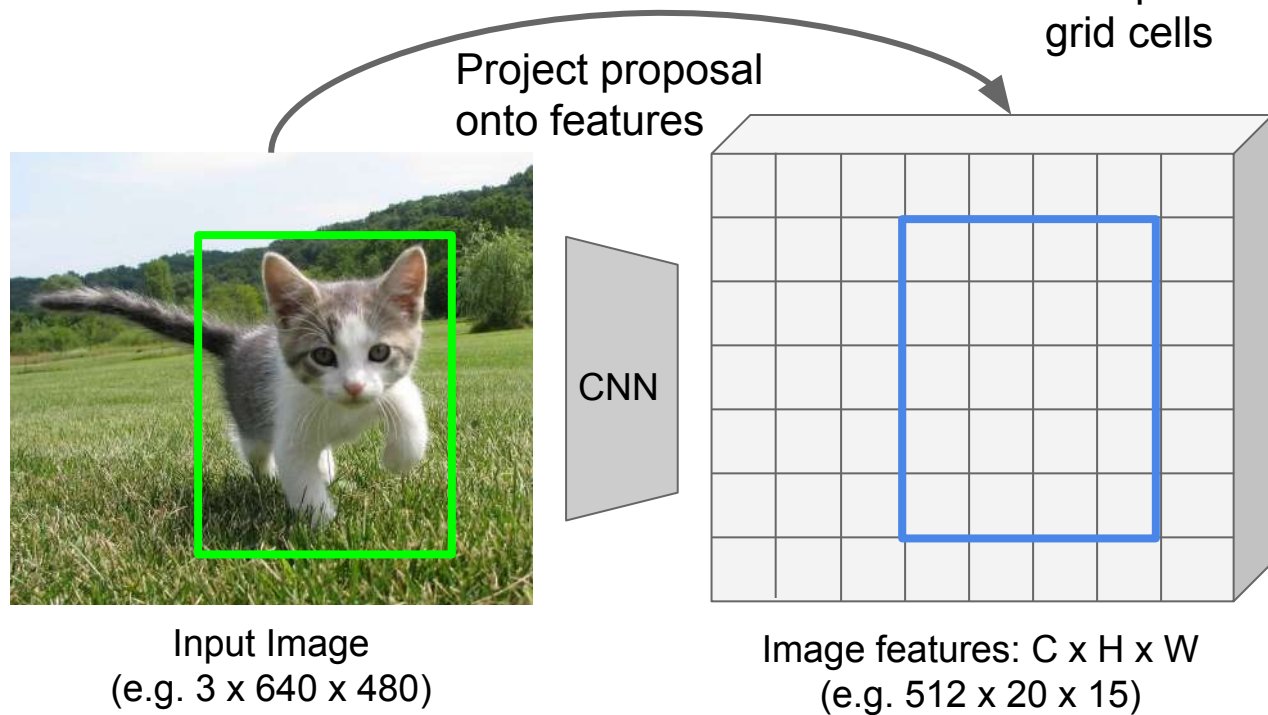 grid cells
Project proposal
onto features
CNN
Input Image
(e.g. 3 x 640 x 480)
Image features: C x H x W
(e.g. 512 x 20 x 15)